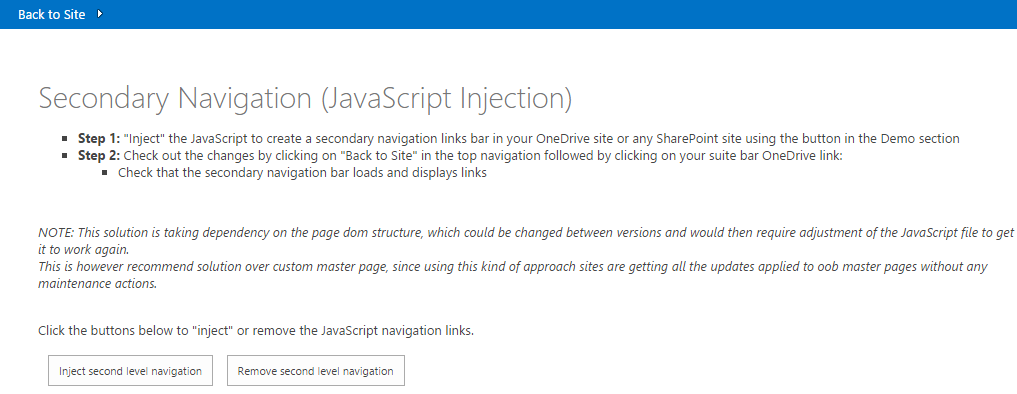 Back to Site
Secondary Navigation (JavaScript Injection)
Step 1: "Inject" the JavaScript to create a secondary navigation links bar in your OneDrive site or any SharePoint site using the button in the Demo section
Step 2: Check out the changes by clicking on "Back to Site" in the top navigation followed by clicking on your suite bar OneDrive link:
Check that the secondary navigation bar loads and displays links
NOTE: This solution is taking dependency on the page dom structure, which could be changed between versions and would then require adjustment of the JavaScript file to get
it to work again.
This is however recommend solution over custom master page, since using this kind of approach sites are getting all the updates applied to oob master pages without any
maintenance actions.
Click the buttons below to "inject" or remove the JavaScript navigation links.
Inject second level navigation
Remove second level navigation